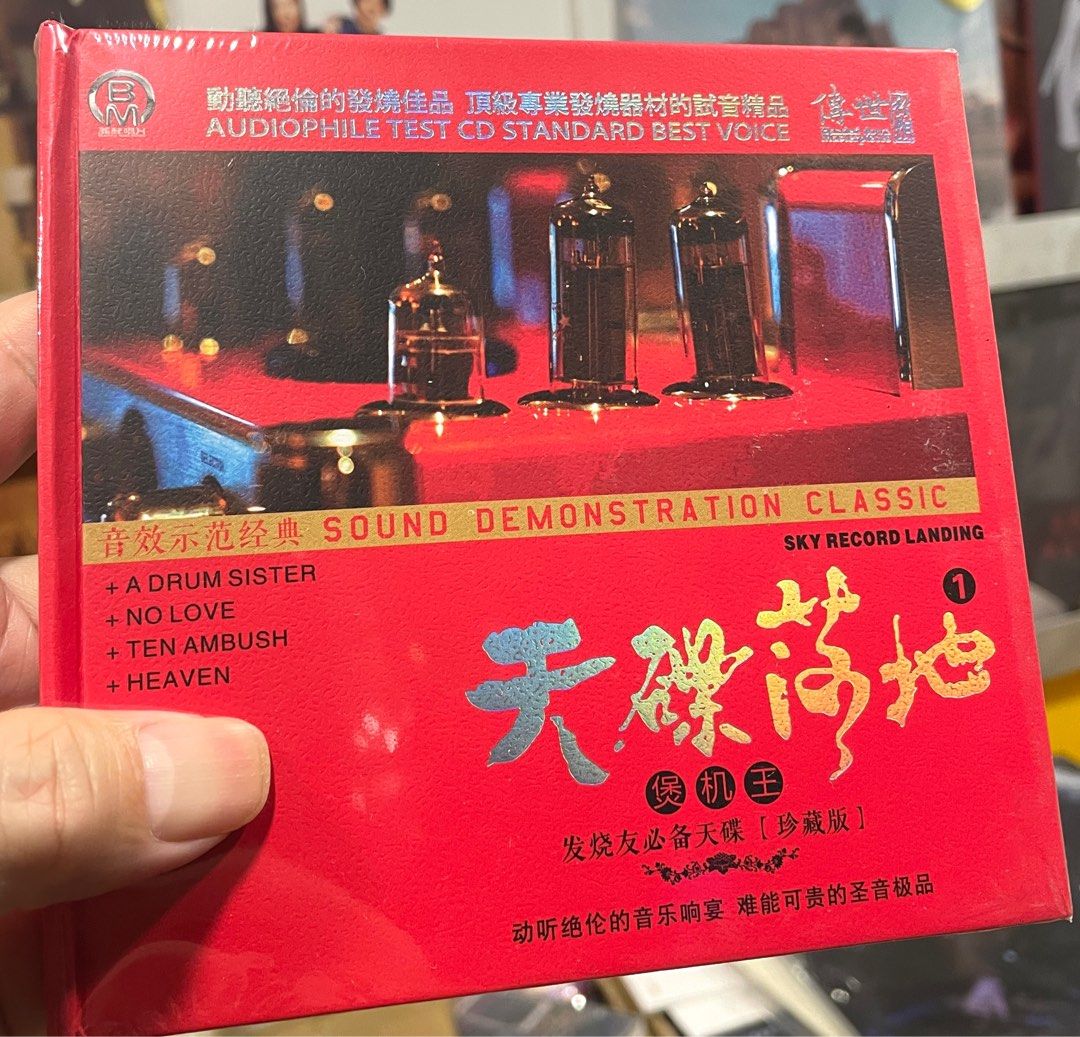 BM
動聽絕倫的發燒佳品 頂級專業發燒器材的試音精品
AUDIOPHILE TEST CD STANDARD BEST VOICE
傳世
Masterpiece
音效示范经典 SOUND DEMONSTRATION CLASSIC
SKY RECORD LANDING
+ A DRUM SISTER
+ NO LOVE
+ TEN AMBUSH
+ HEAVEN
1
天碟落地
煲机王
发烧友必备天碟【珍藏版】
动听绝伦的音乐响宴 难能可贵的圣音极品